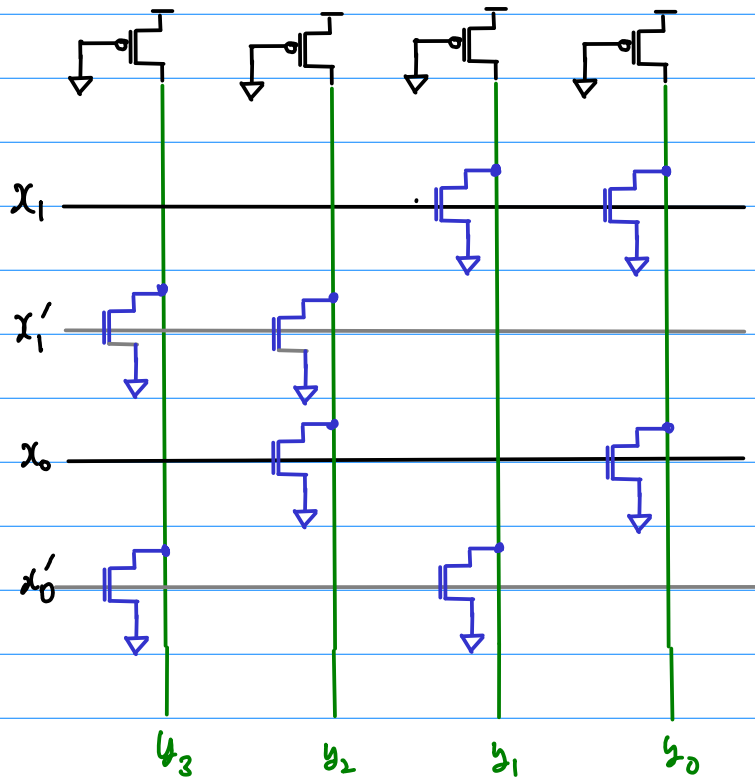 x₁
x₁′
x₀
x₀′
y₃ y₂ y₁ y₀